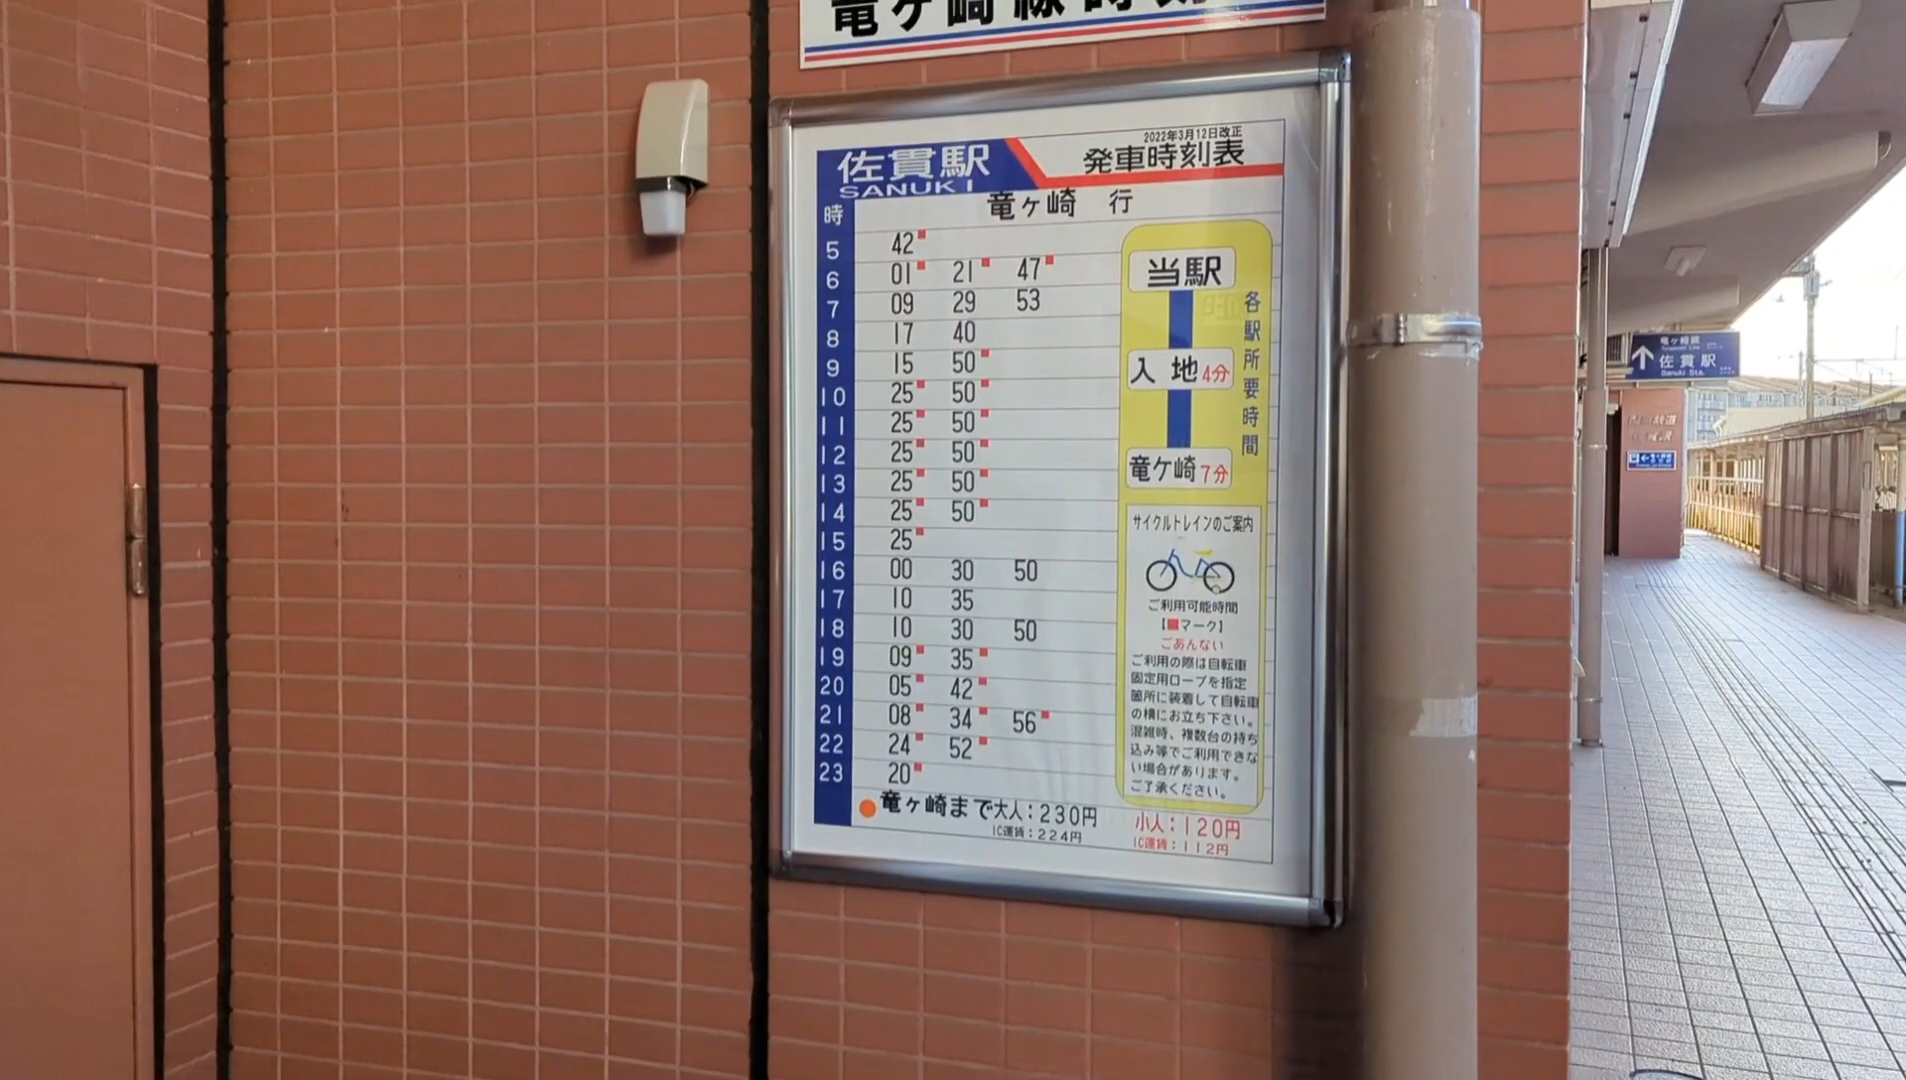 竜ヶ崎線時刻
2022年3月12日改正
佐貫駅 発車時刻表
SANUKI
時 竜ヶ崎 行
5 42
6 01 21 47
7 09 29 53
8 17 40
9 15 50
10 25 50
11 25 50
12 25 50
13 25 50
14 25 50
15 25
16 00 30 50
17 10 35
18 10 30 50
19 09 35
20 05 42
21 08 34 56
22 24 52
23 20
当駅
入地 4分
竜ケ崎 7分
各駅所要時間
サイクルトレインのご案内
ご利用可能時間
【■マーク】
ごあんない
ご利用の際は自転車
固定用ロープを指定
箇所に装着して自転車
の横にお立ち下さい。
混雑時、複数台の持ち
込み等でご利用できな
い場合があります。
ご了承ください。
●竜ヶ崎まで大人:230円 小人:120円
IC運賃:224円 IC運賃:112円
竜ヶ崎線
佐貫駅
Sanuki Sta.